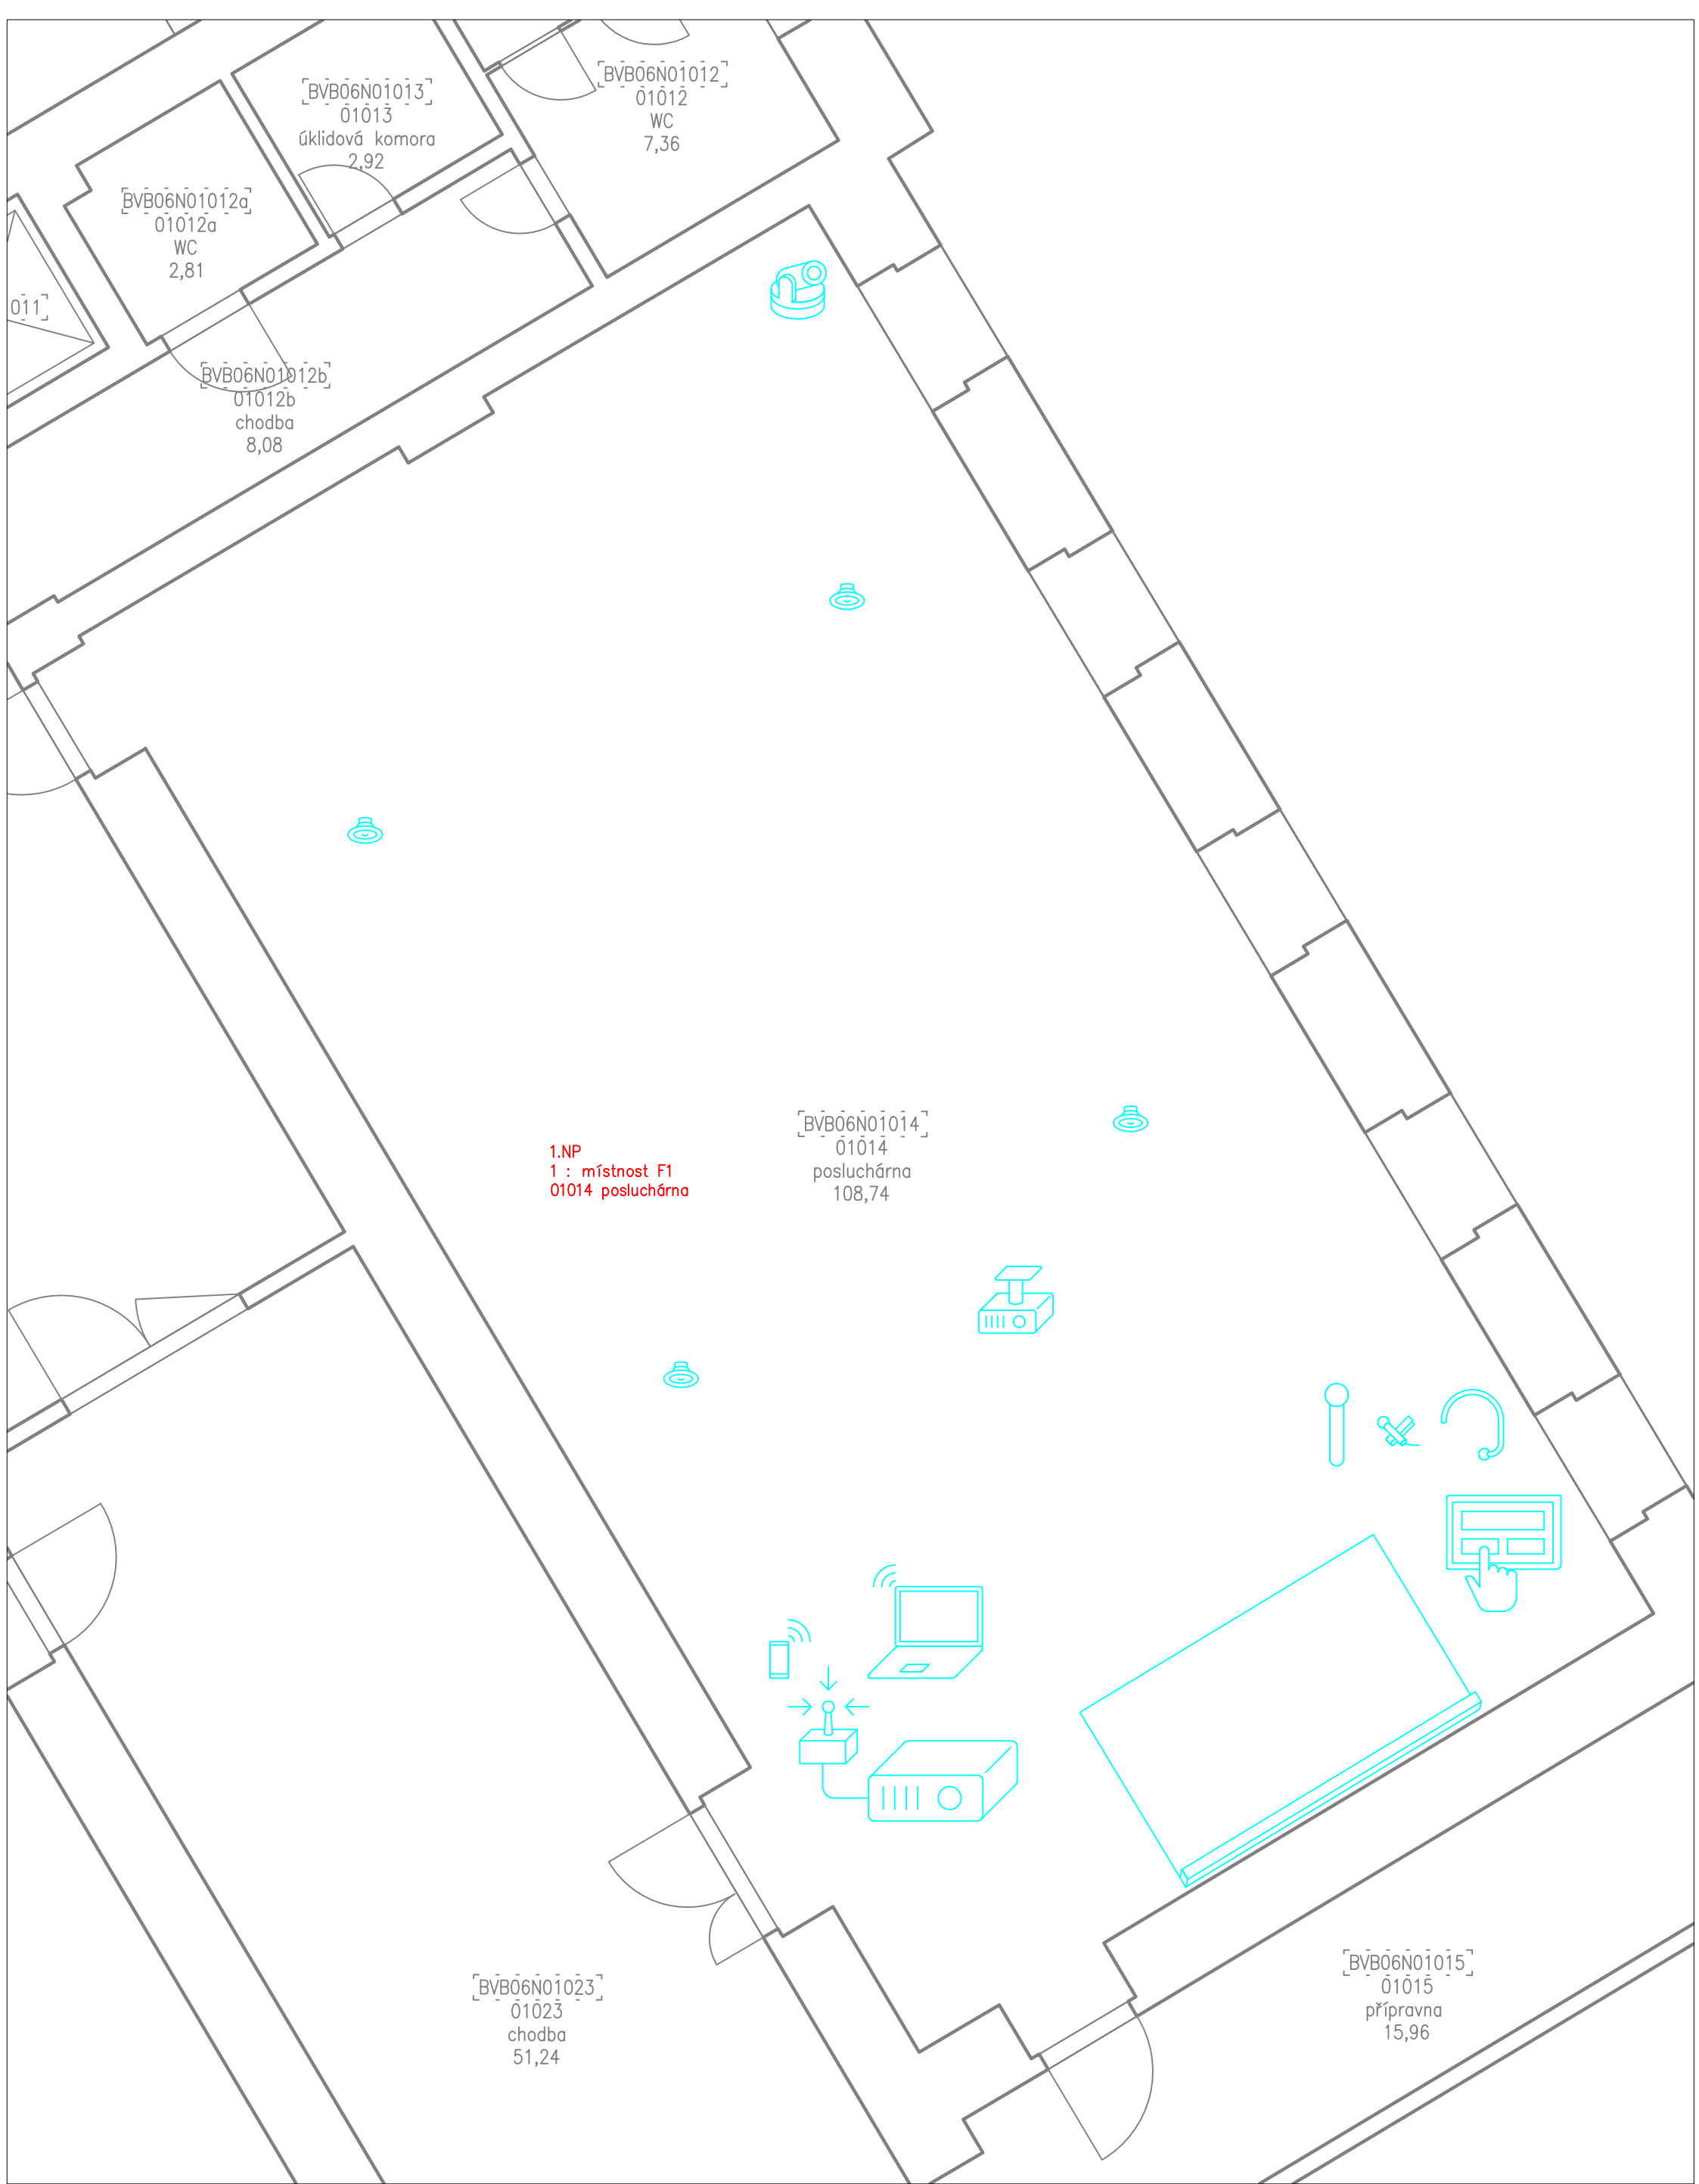 BVB06N01012
01012
WC
7,36
BVB06N01013
01013
úklidová komora
2,92
BVB06N01012a
01012a
WC
2,81
011
BVB06N01012b
01012b
chodba
8,08
BVB06N01014
01014
posluchárna
108,74
1.NP
1 : místnost F1
01014 posluchárna
BVB06N01015
01015
přípravna
15,96
BVB06N01023
01023
chodba
51,24